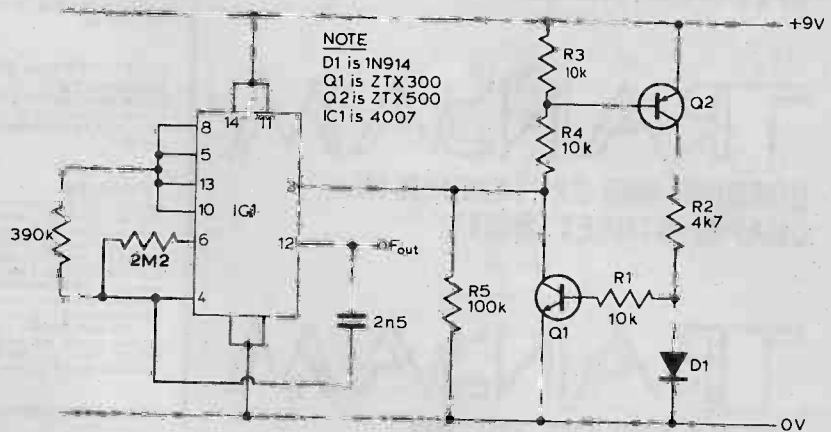 +9V
NOTE
D1 is 1N914
Q1 is ZTX300
Q2 is ZTX500
IC1 is 4007
R3
10k
Q2
14
11
8
5
13
10
6
4
IC1
12
R4
10k
390k
2M2
Fout
2n5
R5
100k
R2
4k7
R1
10k
Q1
D1
0V